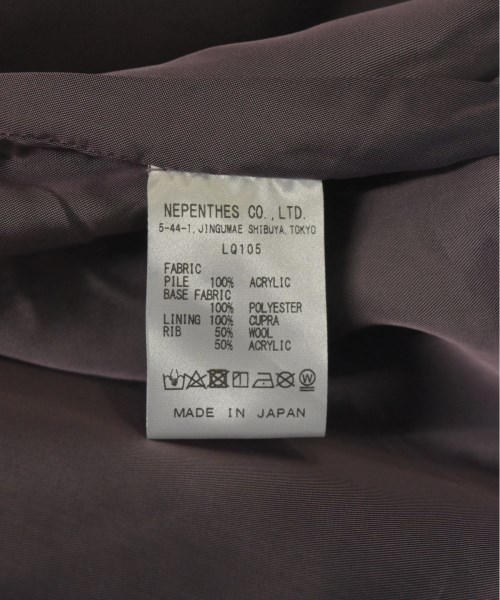 NEPENTHES CO.,LTD.
5-44-1, JINGUMAE SHIBUYA, TOKYO
LQ105
FABRIC
PILE 100% ACRYLIC
BASE FABRIC
100% POLYESTER
LINING 100% CUPRA
RIB 50% WOOL
50% ACRYLIC
MADE IN JAPAN